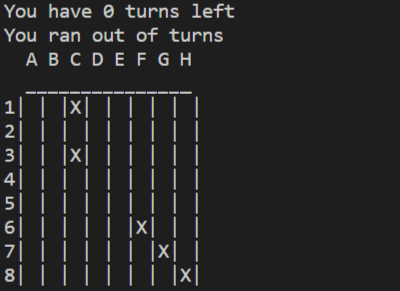 You have 0 turns left
You ran out of turns
  A B C D E F G H
  _______________
1| | |X| | | | | |
2| | | | | | | | |
3| | |X| | | | | |
4| | | | | | | | |
5| | | | | | | | |
6| | | | | |X| | |
7| | | | | | |X| |
8| | | | | | | |X|